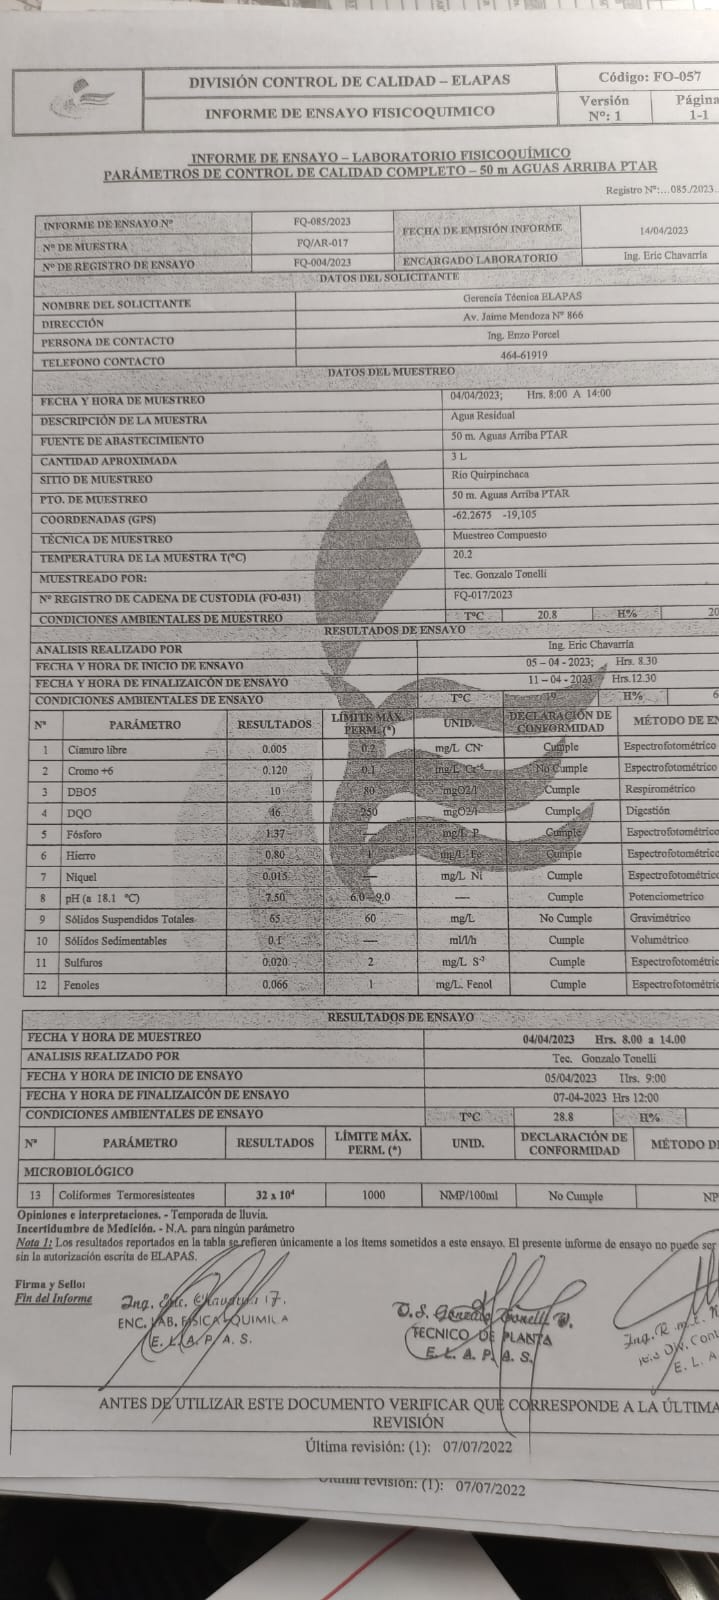 DIVISIÓN CONTROL DE CALIDAD – ELAPAS
Código: FO-057
INFORME DE ENSAYO FISICOQUIMICO
Versión Nº: 1
Página 1-1
INFORME DE ENSAYO – LABORATORIO FISICOQUÍMICO
PARÁMETROS DE CONTROL DE CALIDAD COMPLETO – 50 m AGUAS ARRIBA PTAR
Registro Nº:...085./2023..
INFORME DE ENSAYO Nº FQ-085/2023 FECHA DE EMISIÓN INFORME 14/04/2023
Nº DE MUESTRA FQ/AR-017
Nº DE REGISTRO DE ENSAYO FQ-004/2023 ENCARGADO LABORATORIO Ing. Eric Chavarría
DATOS DEL SOLICITANTE
NOMBRE DEL SOLICITANTE Gerencia Técnica ELAPAS
DIRECCIÓN Av. Jaime Mendoza Nº 866
PERSONA DE CONTACTO Ing. Enzo Porcel
TELEFONO CONTACTO 464-61919
DATOS DEL MUESTREO
FECHA Y HORA DE MUESTREO 04/04/2023; Hrs. 8:00 A 14:00
DESCRIPCIÓN DE LA MUESTRA Agua Residual
FUENTE DE ABASTECIMIENTO 50 m. Aguas Arriba PTAR
CANTIDAD APROXIMADA 3 L
SITIO DE MUESTREO Rio Quirpinchaca
PTO. DE MUESTREO 50 m. Aguas Arriba PTAR
COORDENADAS (GPS) -62.2675 -19,105
TÉCNICA DE MUESTREO Muestreo Compuesto
TEMPERATURA DE LA MUESTRA T(ºC) 20.2
MUESTREADO POR: Tec. Gonzalo Tonelli
Nº REGISTRO DE CADENA DE CUSTODIA (FO-031) FQ-017/2023
CONDICIONES AMBIENTALES DE MUESTREO TºC 20.8 H% 20
RESULTADOS DE ENSAYO
ANALISIS REALIZADO POR Ing. Eric Chavarría
FECHA Y HORA DE INICIO DE ENSAYO 05 – 04 -2023; Hrs. 8.30
FECHA Y HORA DE FINALIZAICÓN DE ENSAYO 11 – 04 -2023 Hrs.12.30
CONDICIONES AMBIENTALES DE ENSAYO TºC 19 H% 6
Nº PARÁMETRO RESULTADOS LÍMITE MÁX. PERM. (*) UNID. DECLARACIÓN DE CONFORMIDAD MÉTODO DE EN
1 Cianuro libre 0.005 0.2 mg/L CN- Cumple Espectrofotométrico
2 Cromo +6 0.120 0.1 mg/L Cr+6 No Cumple Espectrofotométrico
3 DBO5 10 80 mgO2/l Cumple Respirométrico
4 DQO 46 250 mgO2/l Cumple Digestión
5 Fósforo 1.37 ---- mg/L P Cumple Espectrofotométrico
6 Hierro 0.80 1 mg/L Fe Cumple Espectrofotométrico
7 Niquel 0.015 ---- mg/L Ni Cumple Espectrofotométrico
8 pH (a 18.1 ºC) 7.50 6.0 – 9.0 ---- Cumple Potenciometrico
9 Sólidos Suspendidos Totales 65 60 mg/L No Cumple Gravimétrico
10 Sólidos Sedimentables 0.1 ---- ml/l/h Cumple Volumétrico
11 Sulfuros 0.020 2 mg/L S-2 Cumple Espectrofotométric
12 Fenoles 0.066 1 mg/L. Fenol Cumple Espectrofotométric
RESULTADOS DE ENSAYO
FECHA Y HORA DE MUESTREO 04/04/2023 Hrs. 8.00 a 14.00
ANALISIS REALIZADO POR Tec. Gonzalo Tonelli
FECHA Y HORA DE INICIO DE ENSAYO 05/04/2023 Hrs. 9:00
FECHA Y HORA DE FINALIZAICÓN DE ENSAYO 07-04-2023 Hrs 12:00
CONDICIONES AMBIENTALES DE ENSAYO TºC 28.8 H%
Nº PARÁMETRO RESULTADOS LÍMITE MÁX. PERM. (*) UNID. DECLARACIÓN DE CONFORMIDAD MÉTODO D
MICROBIOLÓGICO
13 Coliformes Termoresistentes 32 x 10⁴ 1000 NMP/100ml No Cumple NP
Opiniones e interpretaciones. - Temporada de lluvia.
Incertidumbre de Medición. - N.A. para ningún parámetro
Nota 1: Los resultados reportados en la tabla se refieren únicamente a los ítems sometidos a este ensayo. El presente informe de ensayo no puede ser
sin la autorización escrita de ELAPAS.
Firma y Sello:
Fin del Informe
Ing. Eric Chavarría
ENC. LAB. FISICA QUIMICA
E. L. A. P. A. S.
T.S. Gonzalo Tonelli
TECNICO DE PLANTA
E. L. A. P. A. S.
Ing. R
E. L. A
ANTES DE UTILIZAR ESTE DOCUMENTO VERIFICAR QUE CORRESPONDE A LA ÚLTIMA
REVISIÓN
Última revisión: (1): 07/07/2022
Última revisión: (1): 07/07/2022